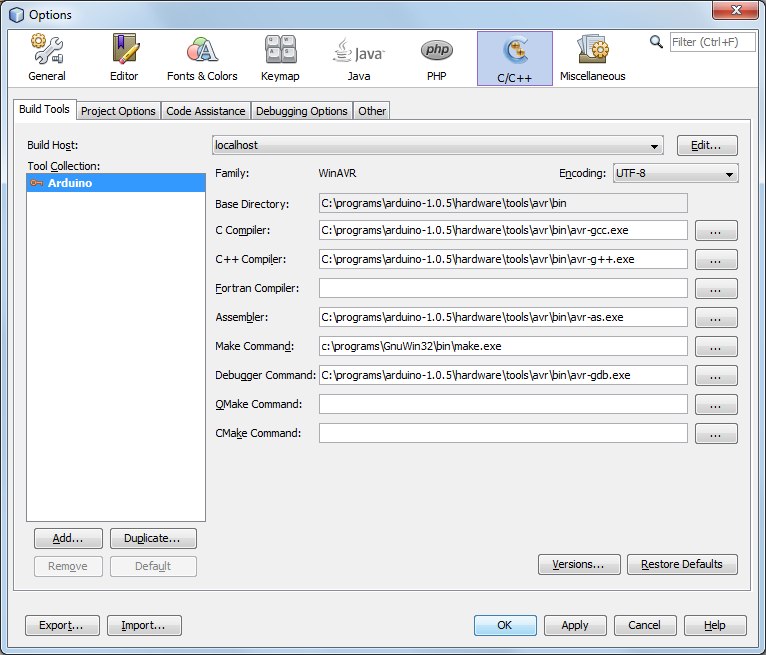 Options
General
Editor
Fonts & Colors
Keymap
Java
Java
php
PHP
C/C++
Miscellaneous
Filter (Ctrl+F)
Build Tools
Project Options
Code Assistance
Debugging Options
Other
Build Host:
localhost
Edit...
Tool Collection:
Arduino
Family:
WinAVR
Encoding:
UTF-8
Base Directory:
C:\programs\arduino-1.0.5\hardware\tools\avr\bin
C Compiler:
C:\programs\arduino-1.0.5\hardware\tools\avr\bin\avr-gcc.exe
...
C++ Compiler:
C:\programs\arduino-1.0.5\hardware\tools\avr\bin\avr-g++.exe
...
Fortran Compiler:
...
Assembler:
C:\programs\arduino-1.0.5\hardware\tools\avr\bin\avr-as.exe
...
Make Command:
c:\programs\GnuWin32\bin\make.exe
...
Debugger Command:
C:\programs\arduino-1.0.5\hardware\tools\avr\bin\avr-gdb.exe
...
QMake Command:
...
CMake Command:
...
Add...
Duplicate...
Remove
Default
Versions...
Restore Defaults
Export...
Import...
OK
Apply
Cancel
Help